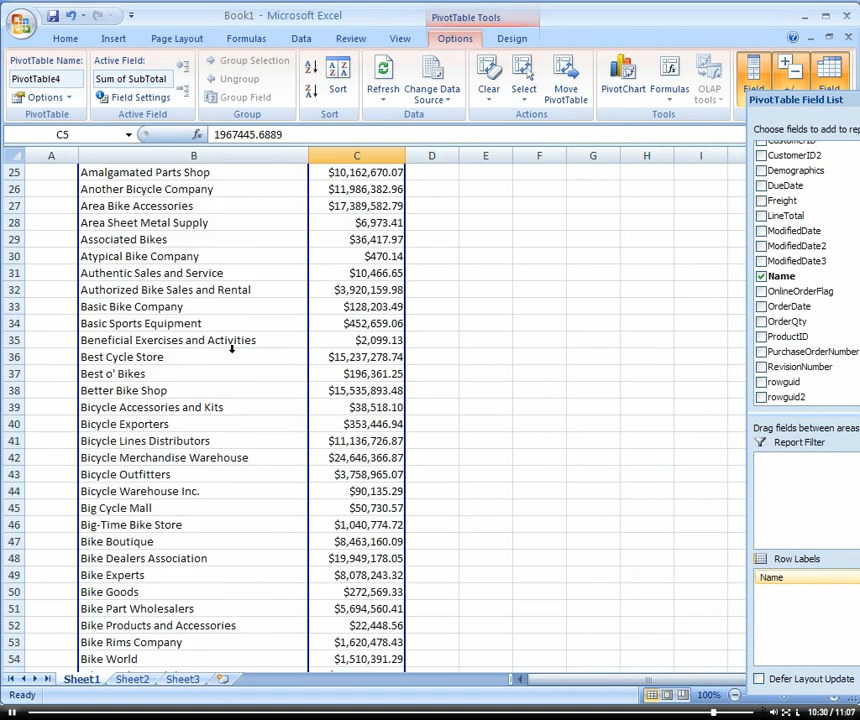 Book1 - Microsoft Excel
PivotTable Tools
Home Insert Page Layout Formulas Data Review View Options Design
PivotTable Name: Active Field: Group Selection
PivotTable4 Sum of SubTotal Ungroup Sort Refresh Change Data Source Clear Select Move PivotTable PivotChart Formulas OLAP tools Field
Options Field Settings Group Field
PivotTable Active Field Group Sort Data Actions Tools
PivotTable Field List
C5 fx 1967445.6889
Choose fields to add to rep
A B C D E F G H I
25 Amalgamated Parts Shop $10,162,670.07
26 Another Bicycle Company $11,986,382.96
27 Area Bike Accessories $17,389,582.79
28 Area Sheet Metal Supply $6,973.41
29 Associated Bikes $36,417.97
30 Atypical Bike Company $470.14
31 Authentic Sales and Service $10,466.65
32 Authorized Bike Sales and Rental $3,920,159.98
33 Basic Bike Company $128,203.49
34 Basic Sports Equipment $452,659.06
35 Beneficial Exercises and Activities $2,099.13
36 Best Cycle Store $15,237,278.74
37 Best o' Bikes $196,361.25
38 Better Bike Shop $15,535,893.48
39 Bicycle Accessories and Kits $38,518.10
40 Bicycle Exporters $353,446.94
41 Bicycle Lines Distributors $11,136,726.87
42 Bicycle Merchandise Warehouse $24,646,366.87
43 Bicycle Outfitters $3,758,965.07
44 Bicycle Warehouse Inc. $90,135.29
45 Big Cycle Mall $50,730.57
46 Big-Time Bike Store $1,040,774.72
47 Bike Boutique $8,463,160.09
48 Bike Dealers Association $19,949,178.05
49 Bike Experts $8,078,243.32
50 Bike Goods $272,569.33
51 Bike Part Wholesalers $5,694,560.41
52 Bike Products and Accessories $22,448.56
53 Bike Rims Company $1,620,478.43
54 Bike World $1,510,391.29
CustomerID2
Demographics
DueDate
Freight
LineTotal
ModifiedDate
ModifiedDate2
ModifiedDate3
Name
OnlineOrderFlag
OrderDate
OrderQty
ProductID
PurchaseOrderNumber
RevisionNumber
rowguid
rowguid2
Drag fields between areas
Report Filter
Row Labels
Name
Defer Layout Update
Sheet1 Sheet2 Sheet3
Ready 100%
10:30 / 11:07